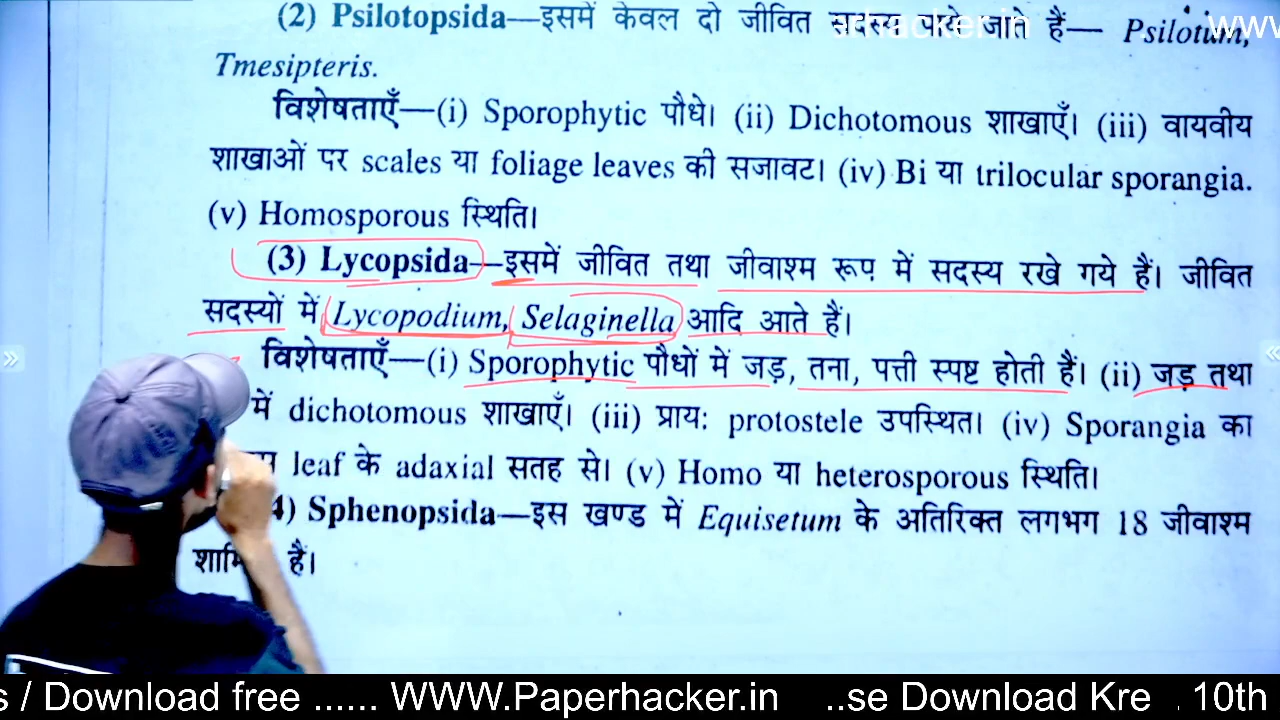 (2) Psilotopsida—इसमें केवल दो जीवित सदस्य पाये जाते हैं— Psilotum,
Tmesipteris.
विशेषताएँ—(i) Sporophytic पौधे। (ii) Dichotomous शाखाएँ। (iii) वायवीय
शाखाओं पर scales या foliage leaves की सजावट। (iv) Bi या trilocular sporangia.
(v) Homosporous स्थिति।
(3) Lycopsida—इसमें जीवित तथा जीवाश्म रूप में सदस्य रखे गये हैं। जीवित
सदस्यों में Lycopodium, Selaginella आदि आते हैं।
विशेषताएँ—(i) Sporophytic पौधों में जड़, तना, पत्ती स्पष्ट होती हैं। (ii) जड़ तथा
में dichotomous शाखाएँ। (iii) प्राय: protostele उपस्थित। (iv) Sporangia का
leaf के adaxial सतह से। (v) Homo या heterosporous स्थिति।
4) Sphenopsida—इस खण्ड में Equisetum के अतिरिक्त लगभग 18 जीवाश्म
हैं।
s / Download free ...... WWW.Paperhacker.in ..se Download Kre . 10th